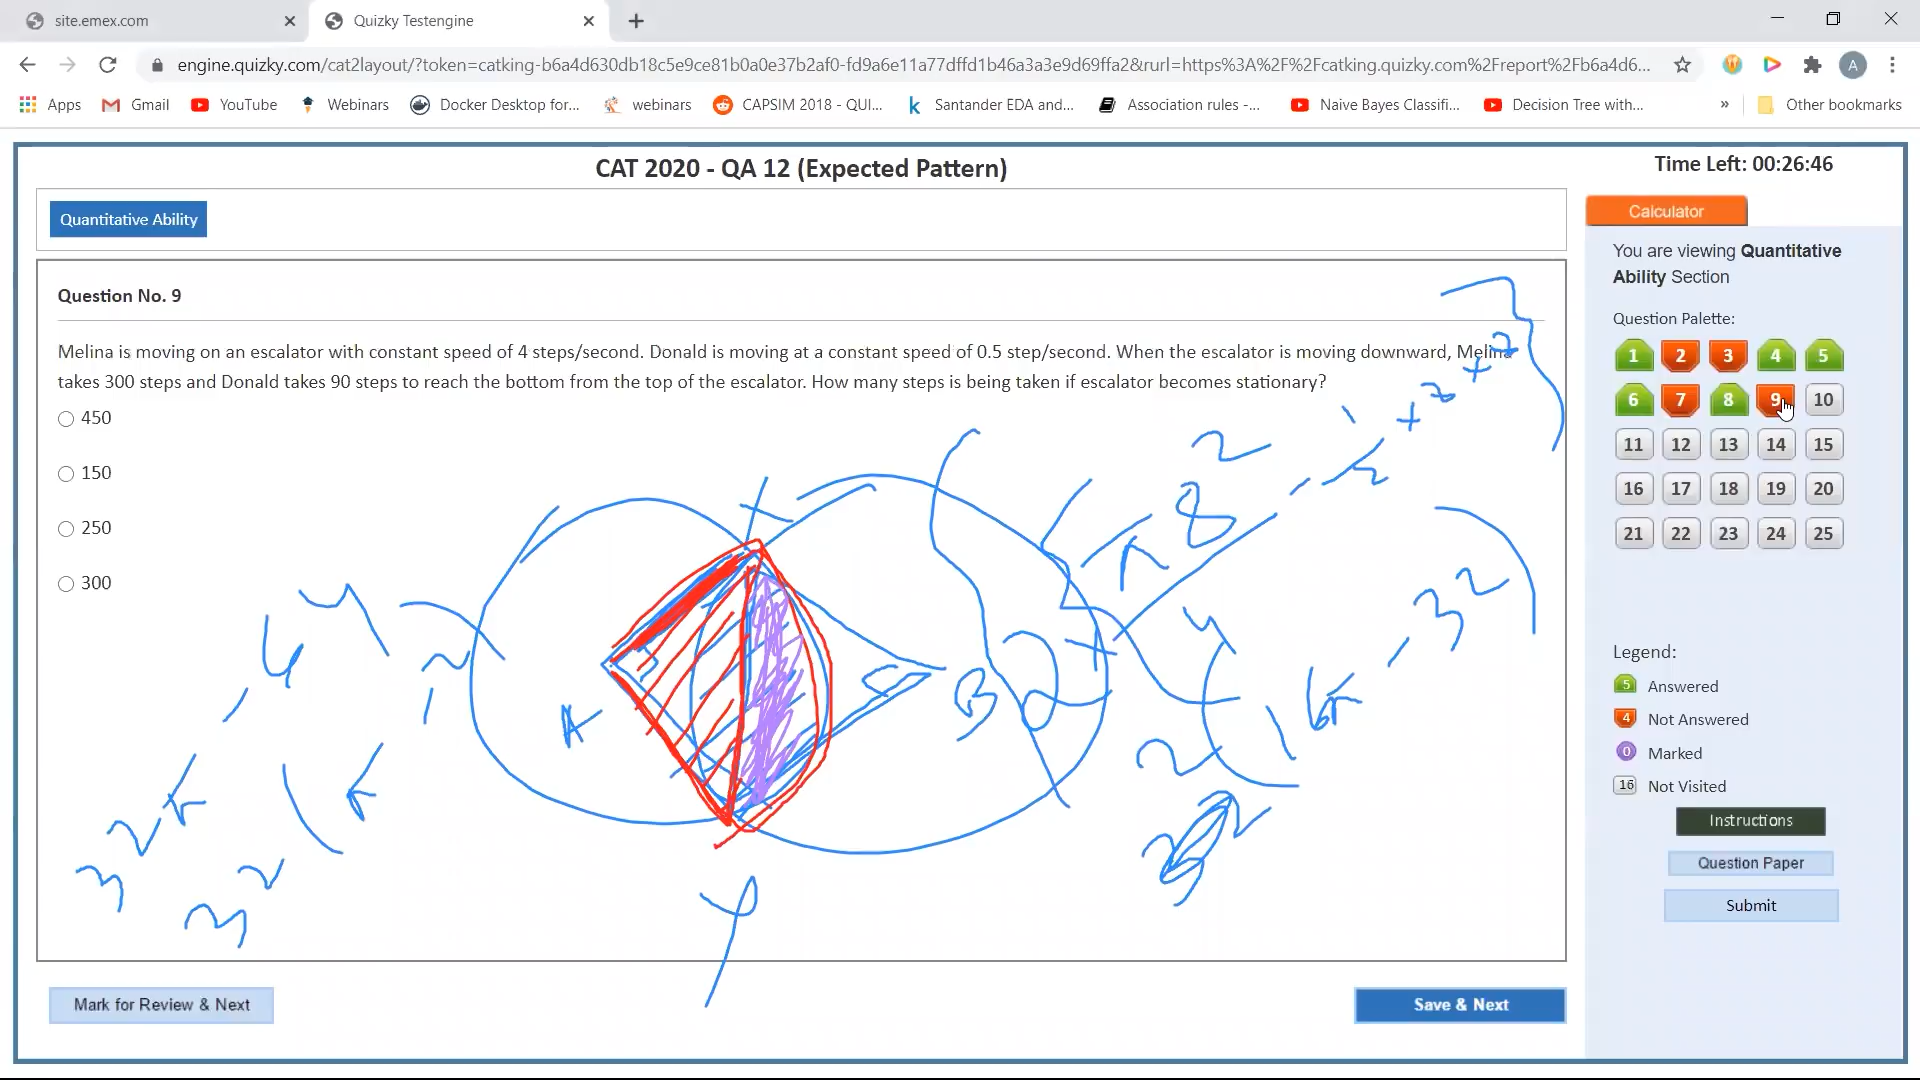 site.emex.com
Quizky Testengine
engine.quizky.com/cat2layout/?token=catking-b6a4d630db18c5e9ce81b0a0e37b2af0-fd9a6e11a77dffd1b46a3a3e9d69ffa2&rurl=https%3A%2F%2Fcatking.quizky.com%2Freport%2Fb6a4d6...
A
Apps Gmail YouTube Webinars Docker Desktop for... webinars CAPSIM 2018 - QUI... Santander EDA and... Association rules -... Naive Bayes Classifi... Decision Tree with... » Other bookmarks
CAT 2020 - QA 12 (Expected Pattern)
Time Left: 00:26:46
Quantitative Ability
Calculator
You are viewing Quantitative
Ability Section
Question No. 9
Question Palette:
Melina is moving on an escalator with constant speed of 4 steps/second. Donald is moving at a constant speed of 0.5 step/second. When the escalator is moving downward, Melina
takes 300 steps and Donald takes 90 steps to reach the bottom from the top of the escalator. How many steps is being taken if escalator becomes stationary?
450
150
250
300
1 2 3 4 5
6 7 8 9 10
11 12 13 14 15
16 17 18 19 20
21 22 23 24 25
Legend:
5 Answered
4 Not Answered
0 Marked
16 Not Visited
Instructions
Question Paper
Submit
A
B
Mark for Review & Next
Save & Next